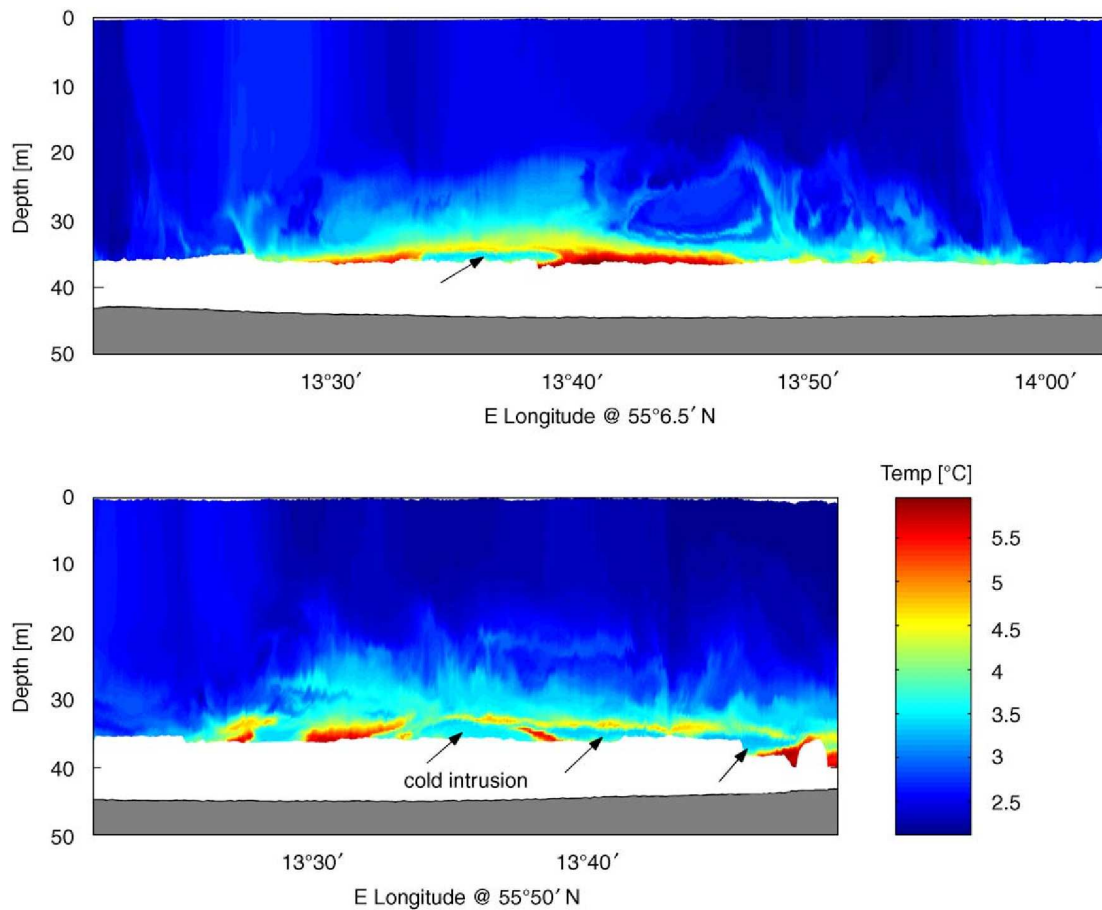 0
10
20
30
40
50
Depth [m]
13°30′ 13°40′ 13°50′ 14°00′
E Longitude @ 55°6.5′ N
Temp [°C]
0
10
20
30
40
50
Depth [m]
cold intrusion
5.5
5
4.5
4
3.5
3
2.5
13°30′ 13°40′
E Longitude @ 55°50′ N